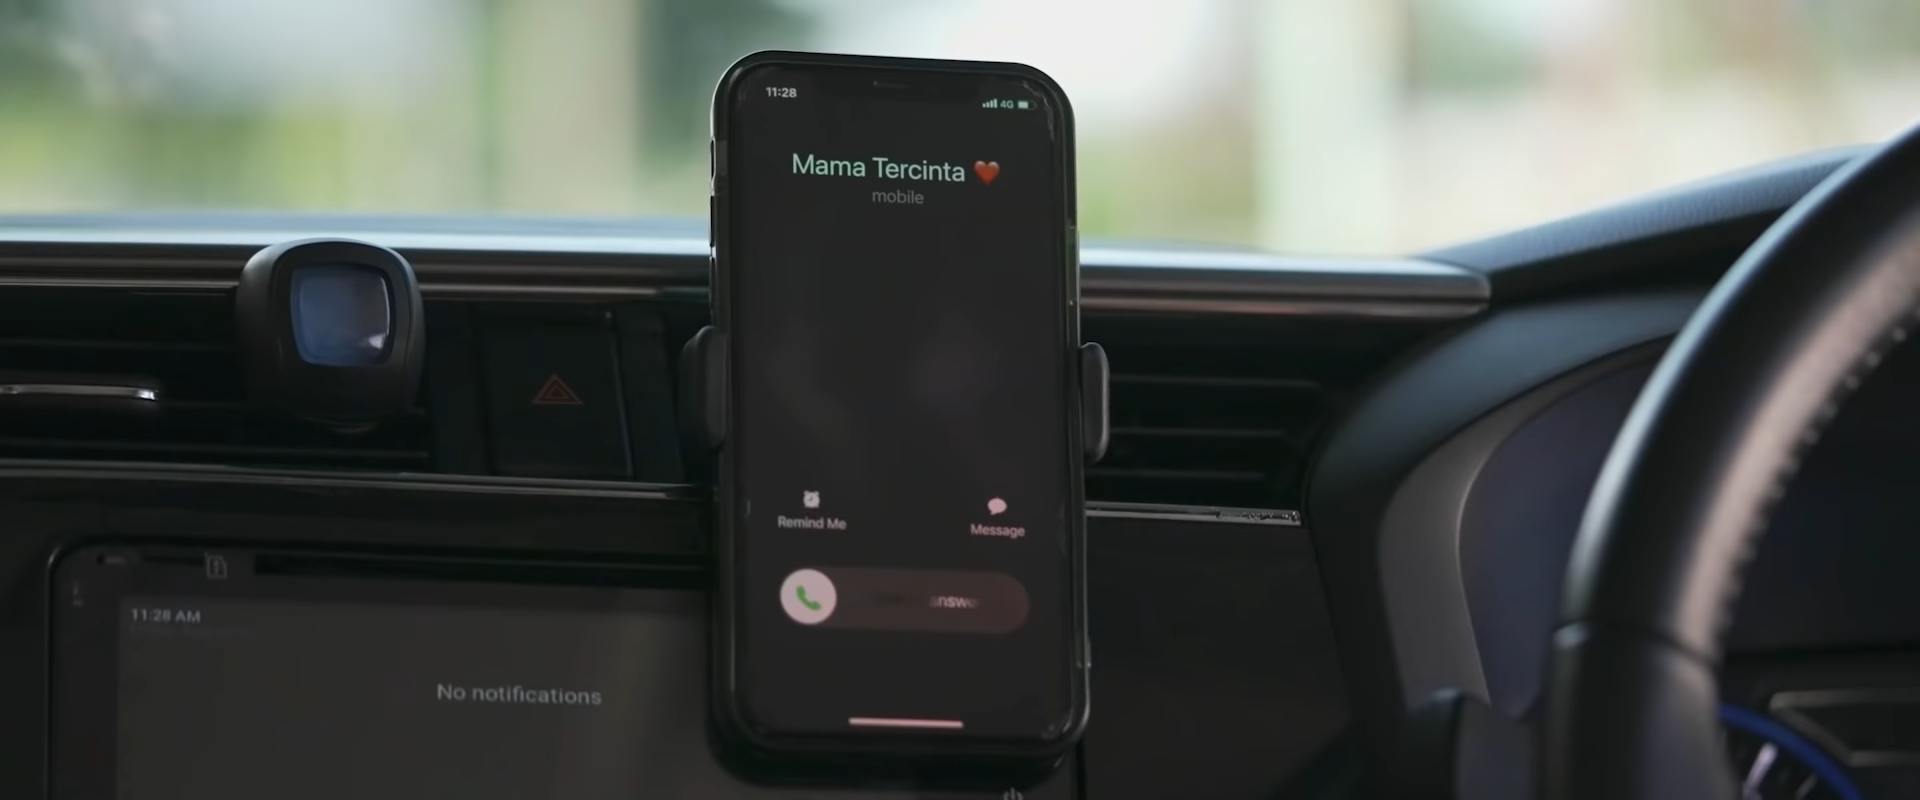 11:28
4G
Mama Tercinta ❤️
mobile
Remind Me
Message
11:28 AM
No notifications